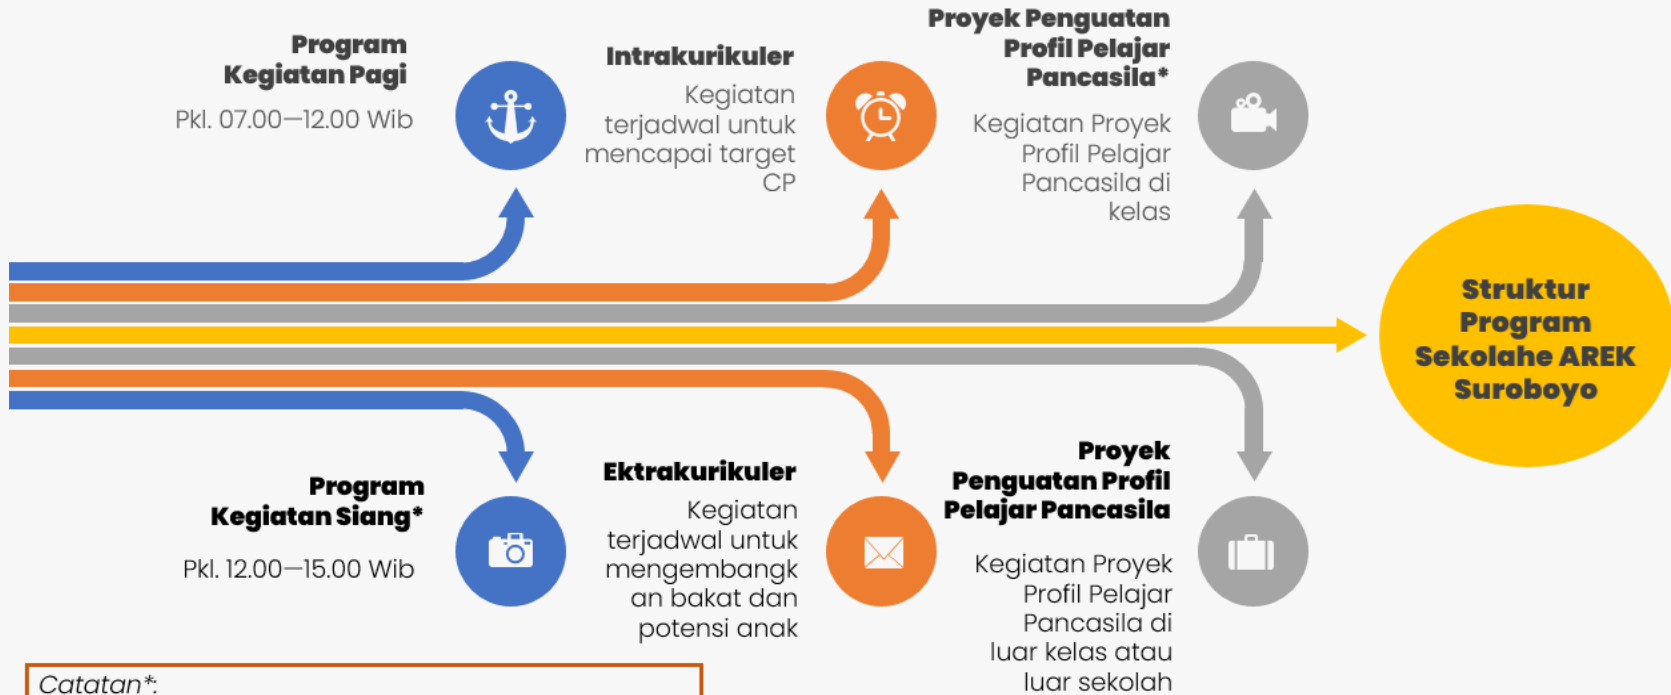 Program
Kegiatan Pagi
Pkl. 07.00—12.00 Wib
Intrakurikuler
Kegiatan
terjadwal untuk
mencapai target
CP
Proyek Penguatan
Profil Pelajar
Pancasila*
Kegiatan Proyek
Profil Pelajar
Pancasila di
kelas
Struktur
Program
Sekolahe AREK
Suroboyo
Program
Kegiatan Siang*
Pkl. 12.00—15.00 Wib
Ektrakurikuler
Kegiatan
terjadwal untuk
mengembangk
an bakat dan
potensi anak
Proyek
Penguatan Profil
Pelajar Pancasila
Kegiatan Proyek
Profil Pelajar
Pancasila di
luar kelas atau
luar sekolah
Catatan*: